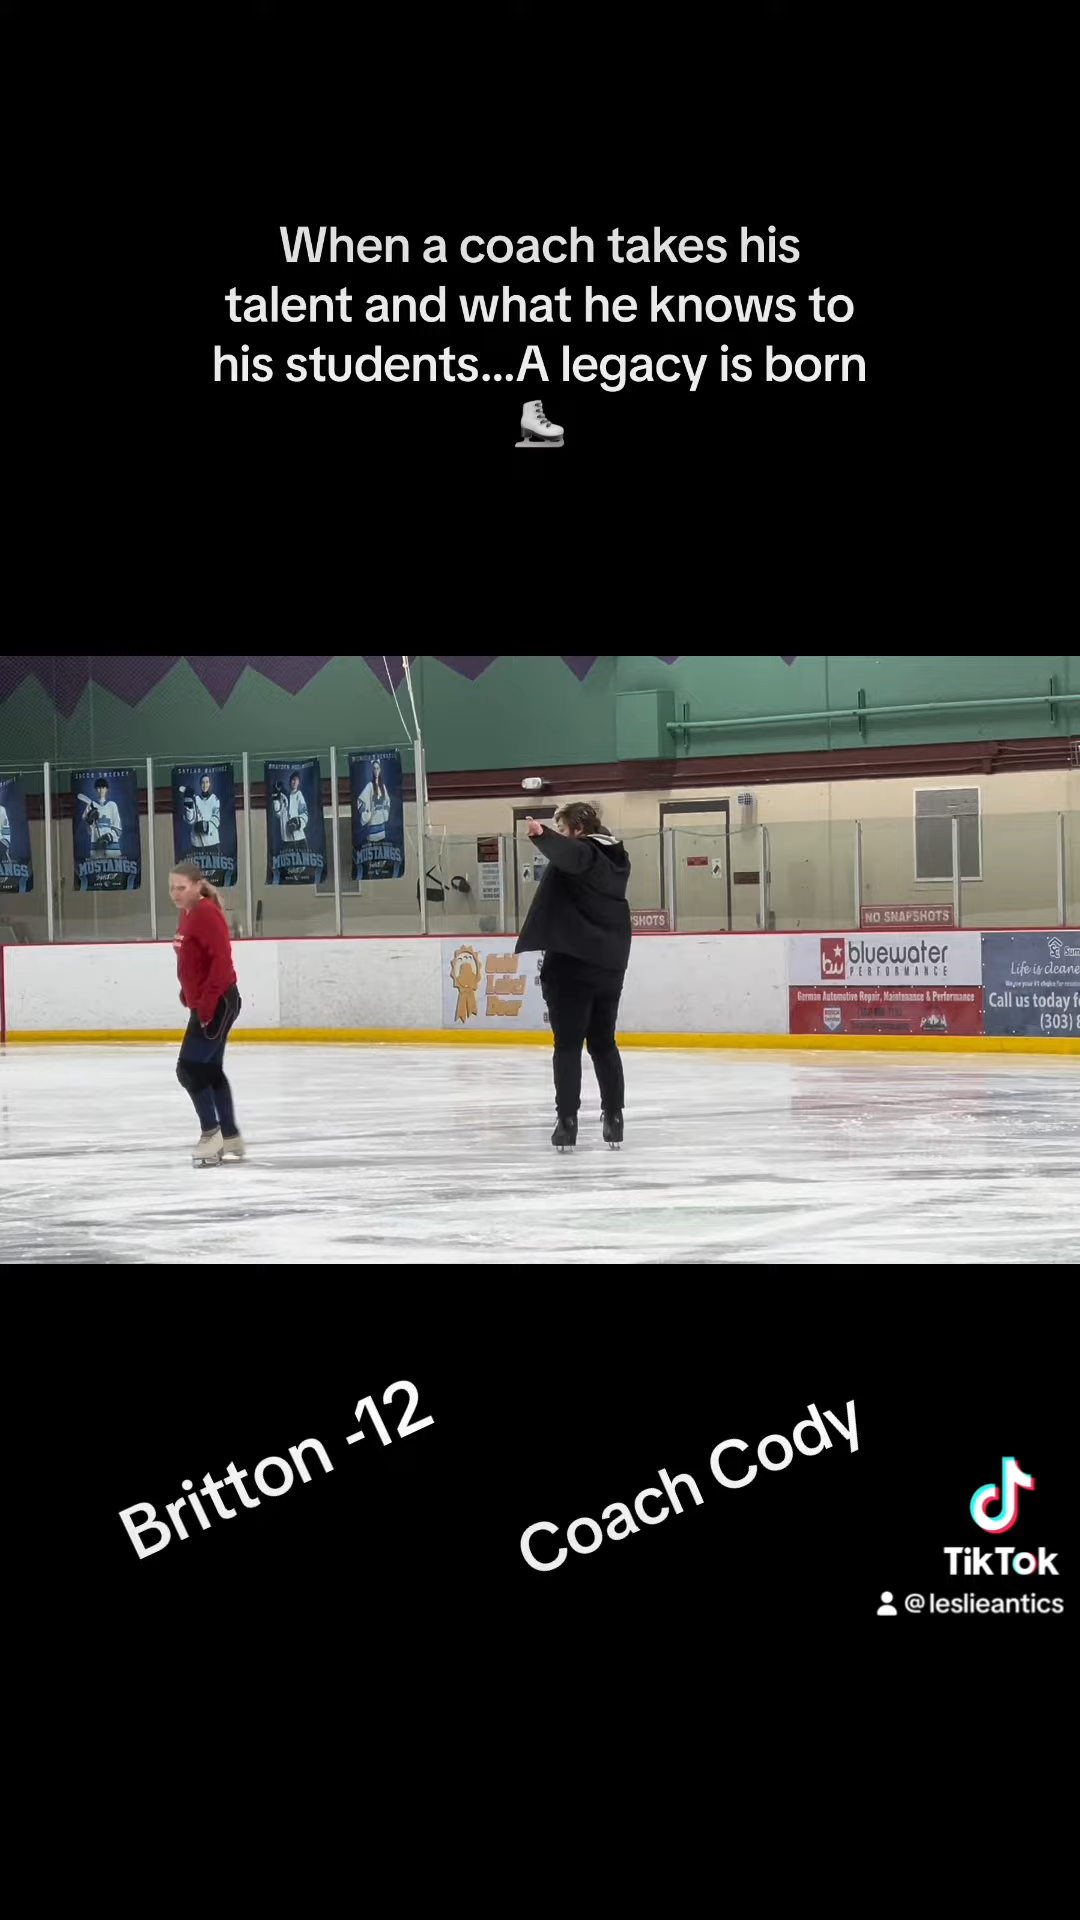 When a coach takes his
talent and what he knows to
his students...A legacy is born
MUSTANGS
MUSTANGS
MUSTANGS
MUSTANGS
NO SNAPSHOTS
bluewater
PERFORMANCE
German Automotive Repair, Maintenance & Performance
Life is cleane
Call us today f
(303) 8
Britton -12
Coach Cody
TikTok
@leslieantics